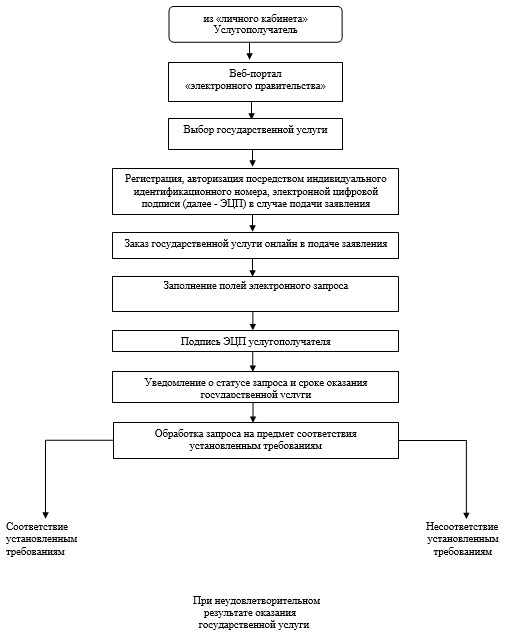 из «личного кабинета»
Услугополучатель
Веб-портал
«электронного правительства»
Выбор государственной услуги
Регистрация, авторизация посредством индивидуального
идентификационного номера, электронной цифровой
подписи (далее - ЭЦП) в случае подачи заявления
Заказ государственной услуги онлайн в подаче заявления
Заполнение полей электронного запроса
Подпись ЭЦП услугополучателя
Уведомление о статусе запроса и сроке оказания
государственной услуги
Обработка запроса на предмет соответствия
установленным требованиям
Соответствие
установленным
требованиям
Несоответствие
установленным
требованиям
При неудовлетворительном
результате оказания
государственной услуги